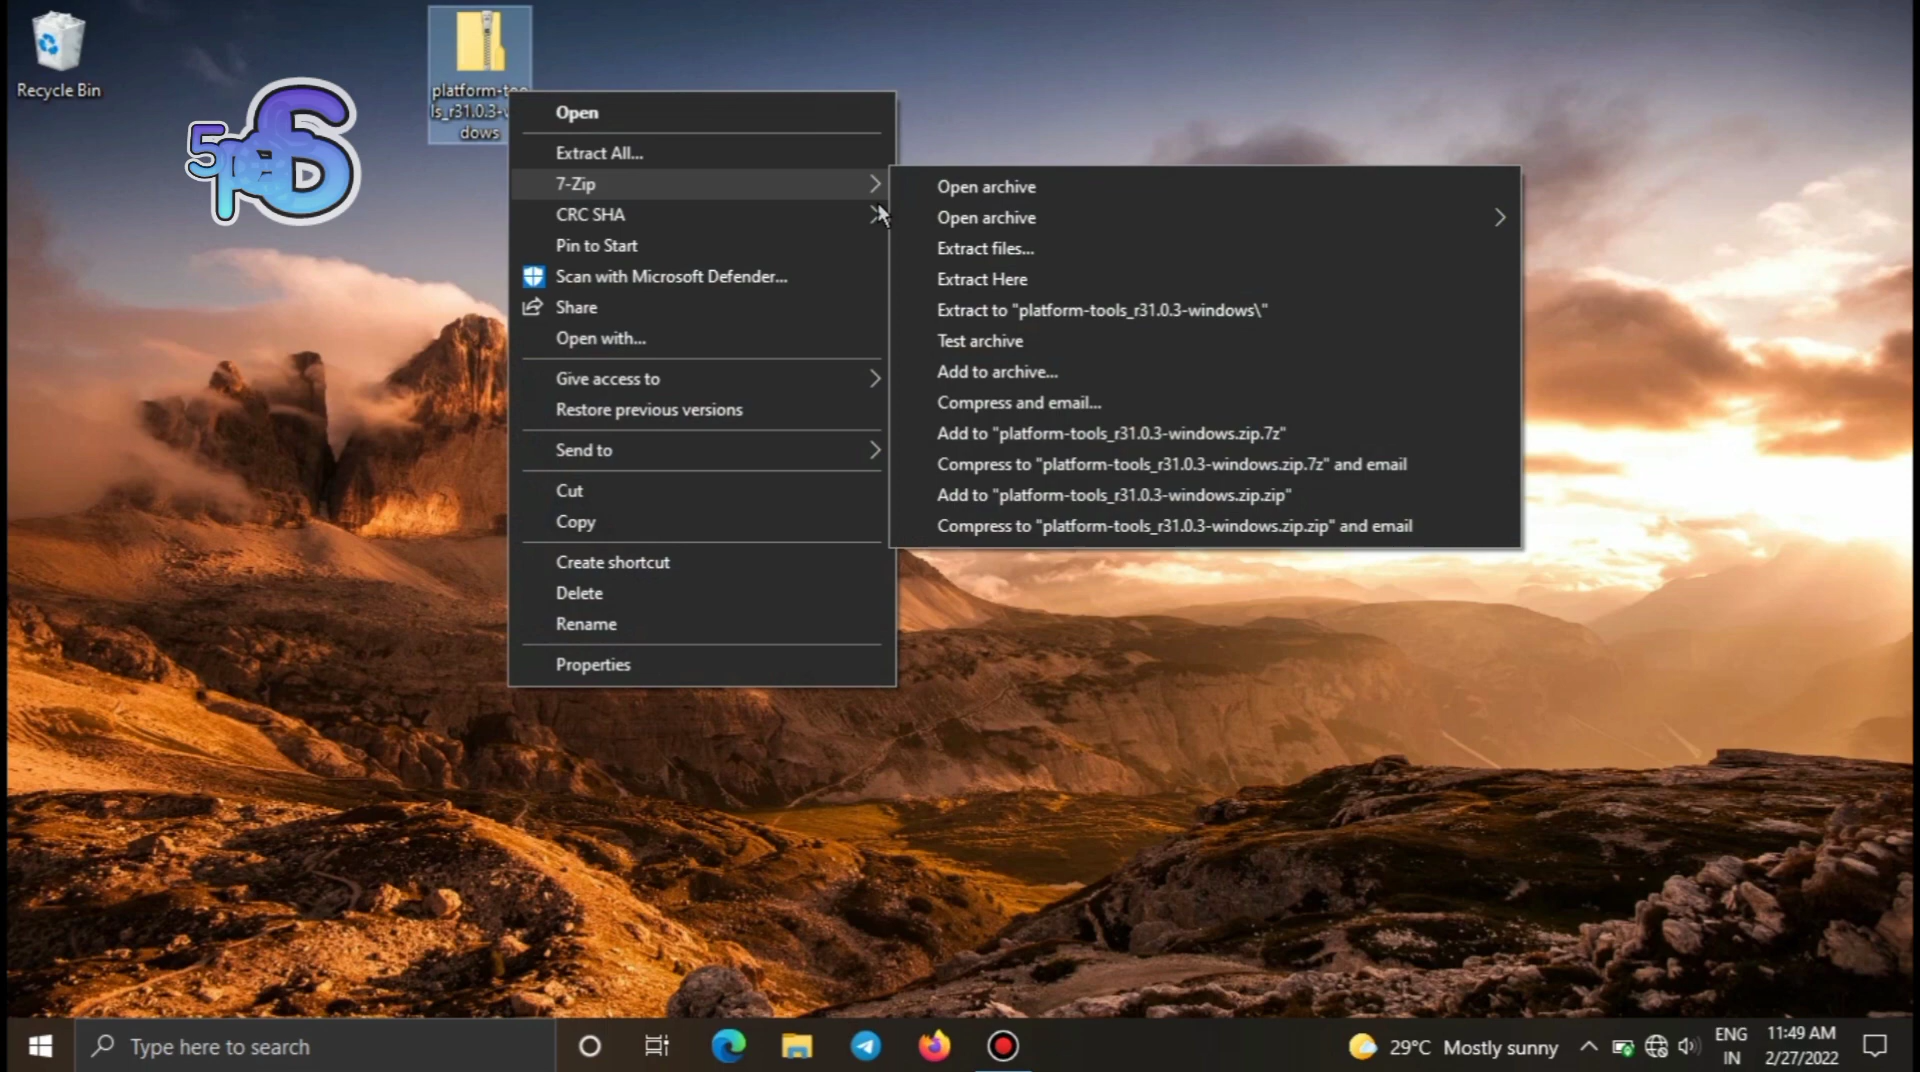 Recycle Bin
platform-too
ls_r31.0.3-
dows
Open
Extract All...
7-Zip
CRC SHA
Pin to Start
Scan with Microsoft Defender...
Share
Open with...
Give access to
Restore previous versions
Send to
Cut
Copy
Create shortcut
Delete
Rename
Properties
Open archive
Open archive
Extract files...
Extract Here
Extract to "platform-tools_r31.0.3-windows\"
Test archive
Add to archive...
Compress and email...
Add to "platform-tools_r31.0.3-windows.zip.7z"
Compress to "platform-tools_r31.0.3-windows.zip.7z" and email
Add to "platform-tools_r31.0.3-windows.zip.zip"
Compress to "platform-tools_r31.0.3-windows.zip.zip" and email
Type here to search
29°C Mostly sunny
ENG
IN
11:49 AM
2/27/2022